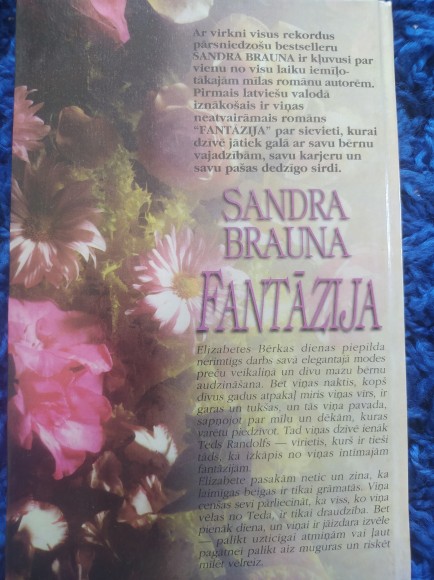 Ar virkni visus rekordus
pārsniedzošu bestselleru
SANDRA BRAUNA ir kļuvusi par
vienu no visu laiku iemīļo-
tākajām mīlas romānu autorēm.
Pirmais latviešu valodā
iznākošais ir viņas
neatvairāmais romāns
"FANTĀZIJA" par sievieti, kurai
dzīvē jātiek galā ar savu bērnu
vajadzībām, savu karjeru un
savu pašas dedzīgo sirdi.
SANDRA
BRAUNA
FANTĀZIJA
Elizabetes Bērkas dienas piepilda
nerimtīgs darbs savā elegantajā modes
preču veikaliņā un divu mazu bērnu
audzināšana. Bet viņas naktis, kopš
divus gadus atpakaļ miris viņas vīrs, ir
garas un tukšas, un tās viņa pavada,
sapņojot par mīlu un dēkām, kuras
varētu piedzīvot. Tad viņas dzīvē ienāk
Teds Randolfs — vīrietis, kurš ir tieši
tāds, ka izkāpis no viņas intīmajām
fantāzijām.
Elizabete pasakām netic un zina, ka
laimīgas beigas ir tikai grāmatās. Viņa
cenšas sevi pārliecināt, ka viss, ko viņa
vēlas no Teda, ir tikai draudzība. Bet
pienāk diena, un viņai ir jāizdara izvēle
— palikt uzticīgai atmiņām vai ļaut
pagātnei palikt aiz muguras un riskēt
mīlēt vēlreiz.